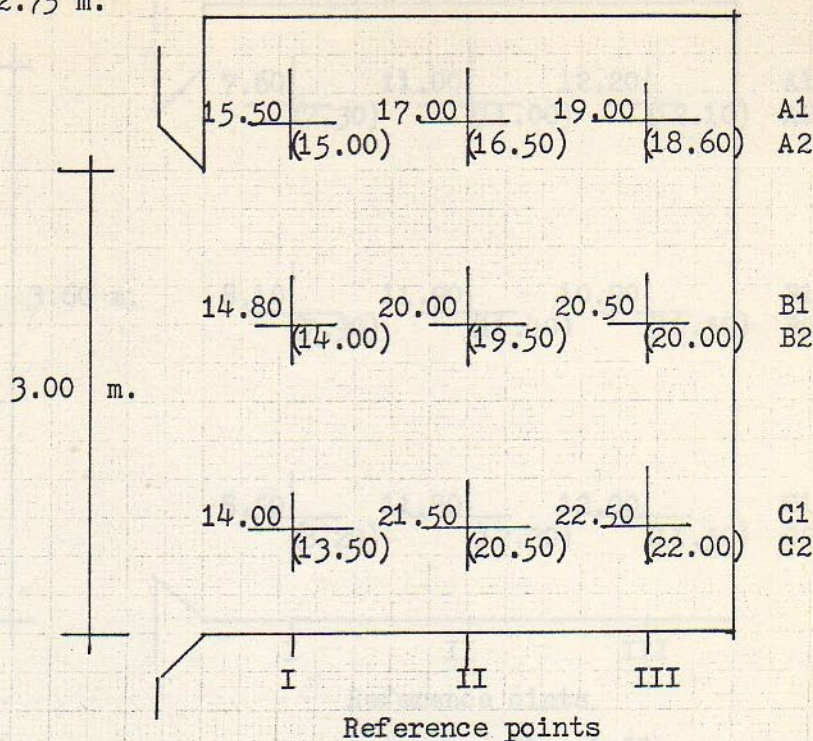 2.75 m.
15.50 17.00 19.00 A1
(15.00) (16.50) (18.60) A2
14.80 20.00 20.50 B1
(14.00) (19.50) (20.00) B2
3.00 m.
14.00 21.50 22.50 C1
(13.50) (20.50) (22.00) C2
I II III
Reference points